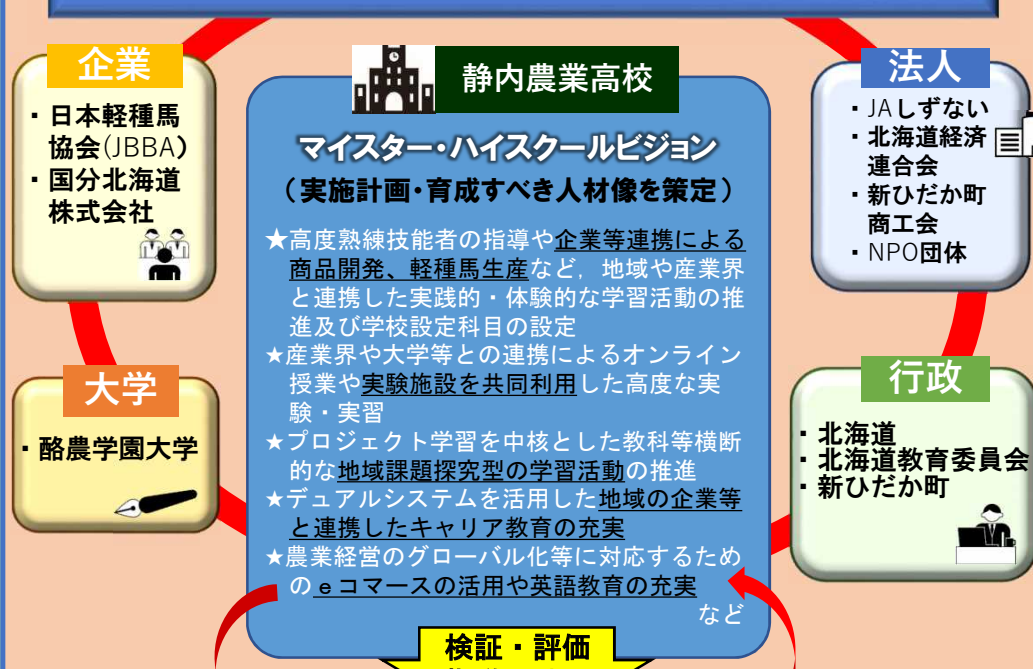 企業
・日本軽種馬
協会(JBBA)
・国分北海道
株式会社
大学
・酪農学園大学
静内農業高校
マイスター・ハイスクールビジョン
（実施計画・育成すべき人材像を策定）
★高度熟練技能者の指導や企業等連携による
商品開発、軽種馬生産など，地域や産業界
と連携した実践的・体験的な学習活動の推
進及び学校設定科目の設定
★産業界や大学等との連携によるオンライン
授業や実験施設を共同利用した高度な実
験・実習
★プロジェクト学習を中核とした教科等横断
的な地域課題探究型の学習活動の推進
★デュアルシステムを活用した地域の企業等
と連携したキャリア教育の充実
★農業経営のグローバル化等に対応するため
のｅコマースの活用や英語教育の充実
など
検証・評価
法人
・JAしずない
・北海道経済
連合会
・新ひだか町
商工会
・NPO団体
行政
・北海道
・北海道教育委員会
・新ひだか町